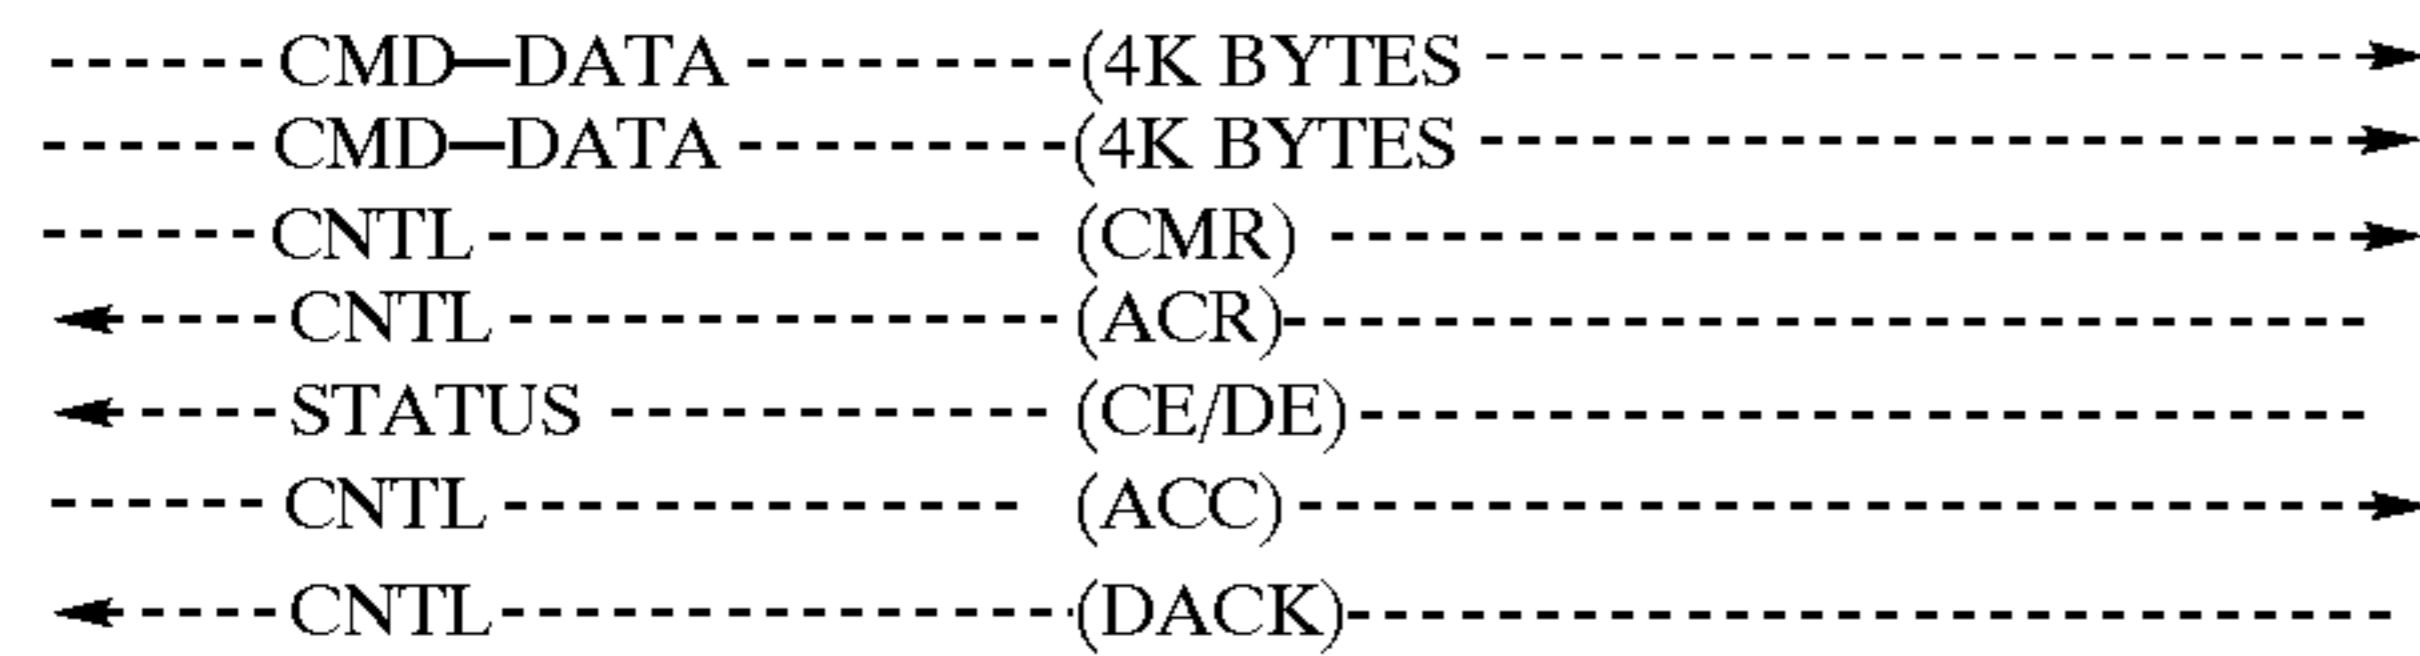 CMD—DATA (4K BYTES
CMD—DATA (4K BYTES
CNTL (CMR)
CNTL (ACR)
STATUS (CE/DE)
CNTL (ACC)
CNTL (DACK)